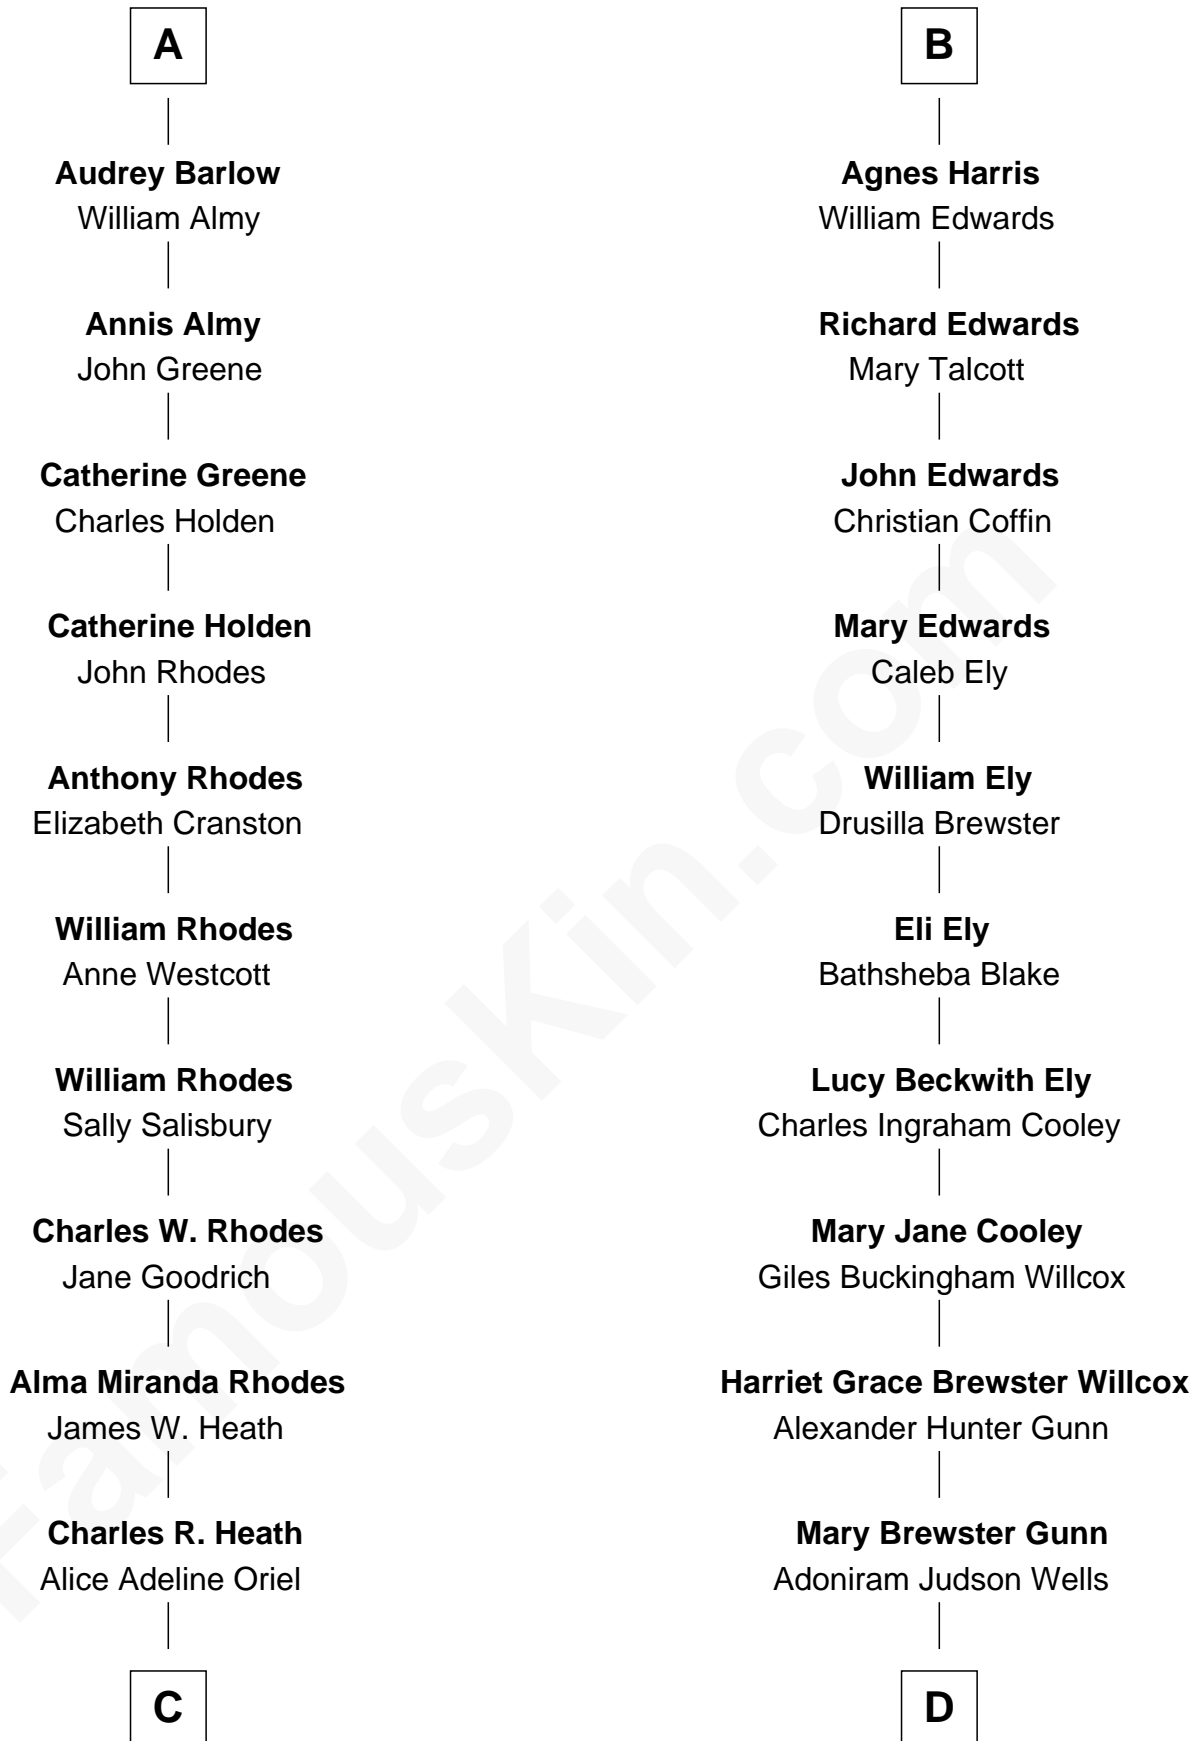 A
Audrey Barlow
William Almy
Annis Almy
John Greene
Catherine Greene
Charles Holden
Catherine Holden
John Rhodes
Anthony Rhodes
Elizabeth Cranston
William Rhodes
Anne Westcott
William Rhodes
Sally Salisbury
Charles W. Rhodes
Jane Goodrich
Alma Miranda Rhodes
James W. Heath
Charles R. Heath
Alice Adeline Oriel
C
B
Agnes Harris
William Edwards
Richard Edwards
Mary Talcott
John Edwards
Christian Coffin
Mary Edwards
Caleb Ely
William Ely
Drusilla Brewster
Eli Ely
Bathsheba Blake
Lucy Beckwith Ely
Charles Ingraham Cooley
Mary Jane Cooley
Giles Buckingham Willcox
Harriet Grace Brewster Willcox
Alexander Hunter Gunn
Mary Brewster Gunn
Adoniram Judson Wells
D
FamousKin.com